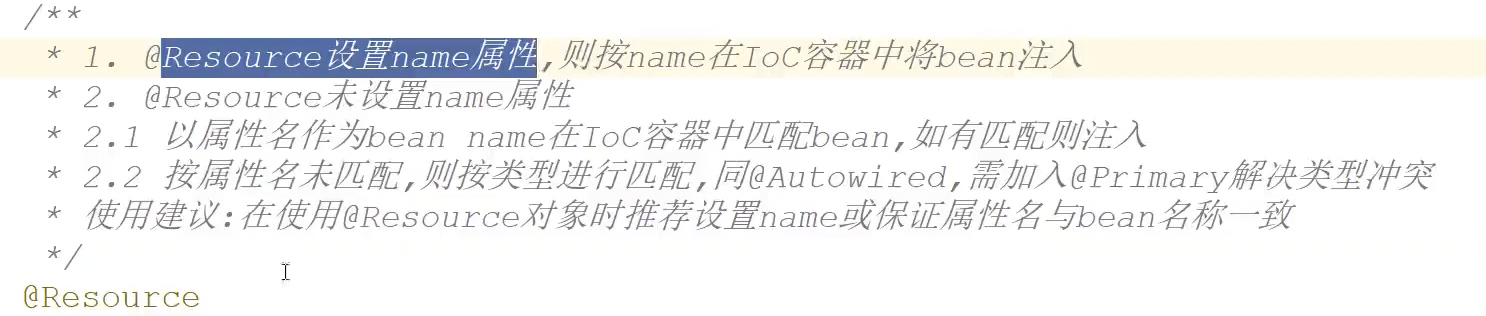 /**
 * 1. @Resource设置name属性,则按name在IoC容器中将bean注入
 * 2. @Resource未设置name属性
 * 2.1 以属性名作为bean name在IoC容器中匹配bean,如有匹配则注入
 * 2.2 按属性名未匹配,则按类型进行匹配,同@Autowired,需加入@Primary解决类型冲突
 * 使用建议:在使用@Resource对象时推荐设置name或保证属性名与bean名称一致
 */
@Resource